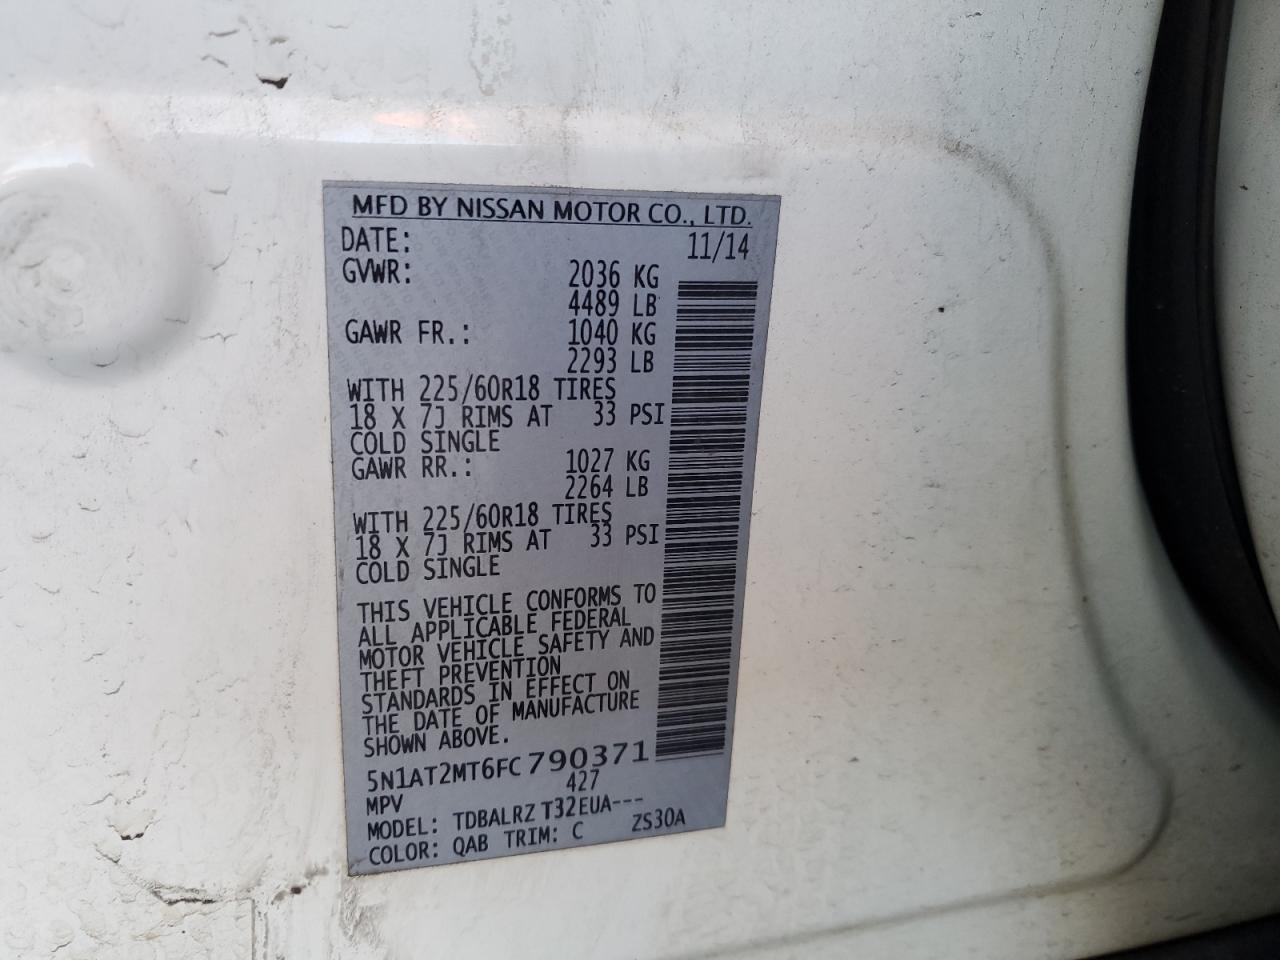 MFD BY NISSAN MOTOR CO., LTD.
DATE: 11/14
GVWR: 2036 KG
4489 LB
GAWR FR.: 1040 KG
2293 LB
WITH 225/60R18 TIRES
18 X 7J RIMS AT 33 PSI
COLD SINGLE
GAWR RR.: 1027 KG
2264 LB
WITH 225/60R18 TIRES
18 X 7J RIMS AT 33 PSI
COLD SINGLE
THIS VEHICLE CONFORMS TO
ALL APPLICABLE FEDERAL
MOTOR VEHICLE SAFETY AND
THEFT PREVENTION
STANDARDS IN EFFECT ON
THE DATE OF MANUFACTURE
SHOWN ABOVE.
5N1AT2MT6FC790371
MPV 427
MODEL: TDBALRZ T32EUA---
COLOR: QAB TRIM: C ZS30A